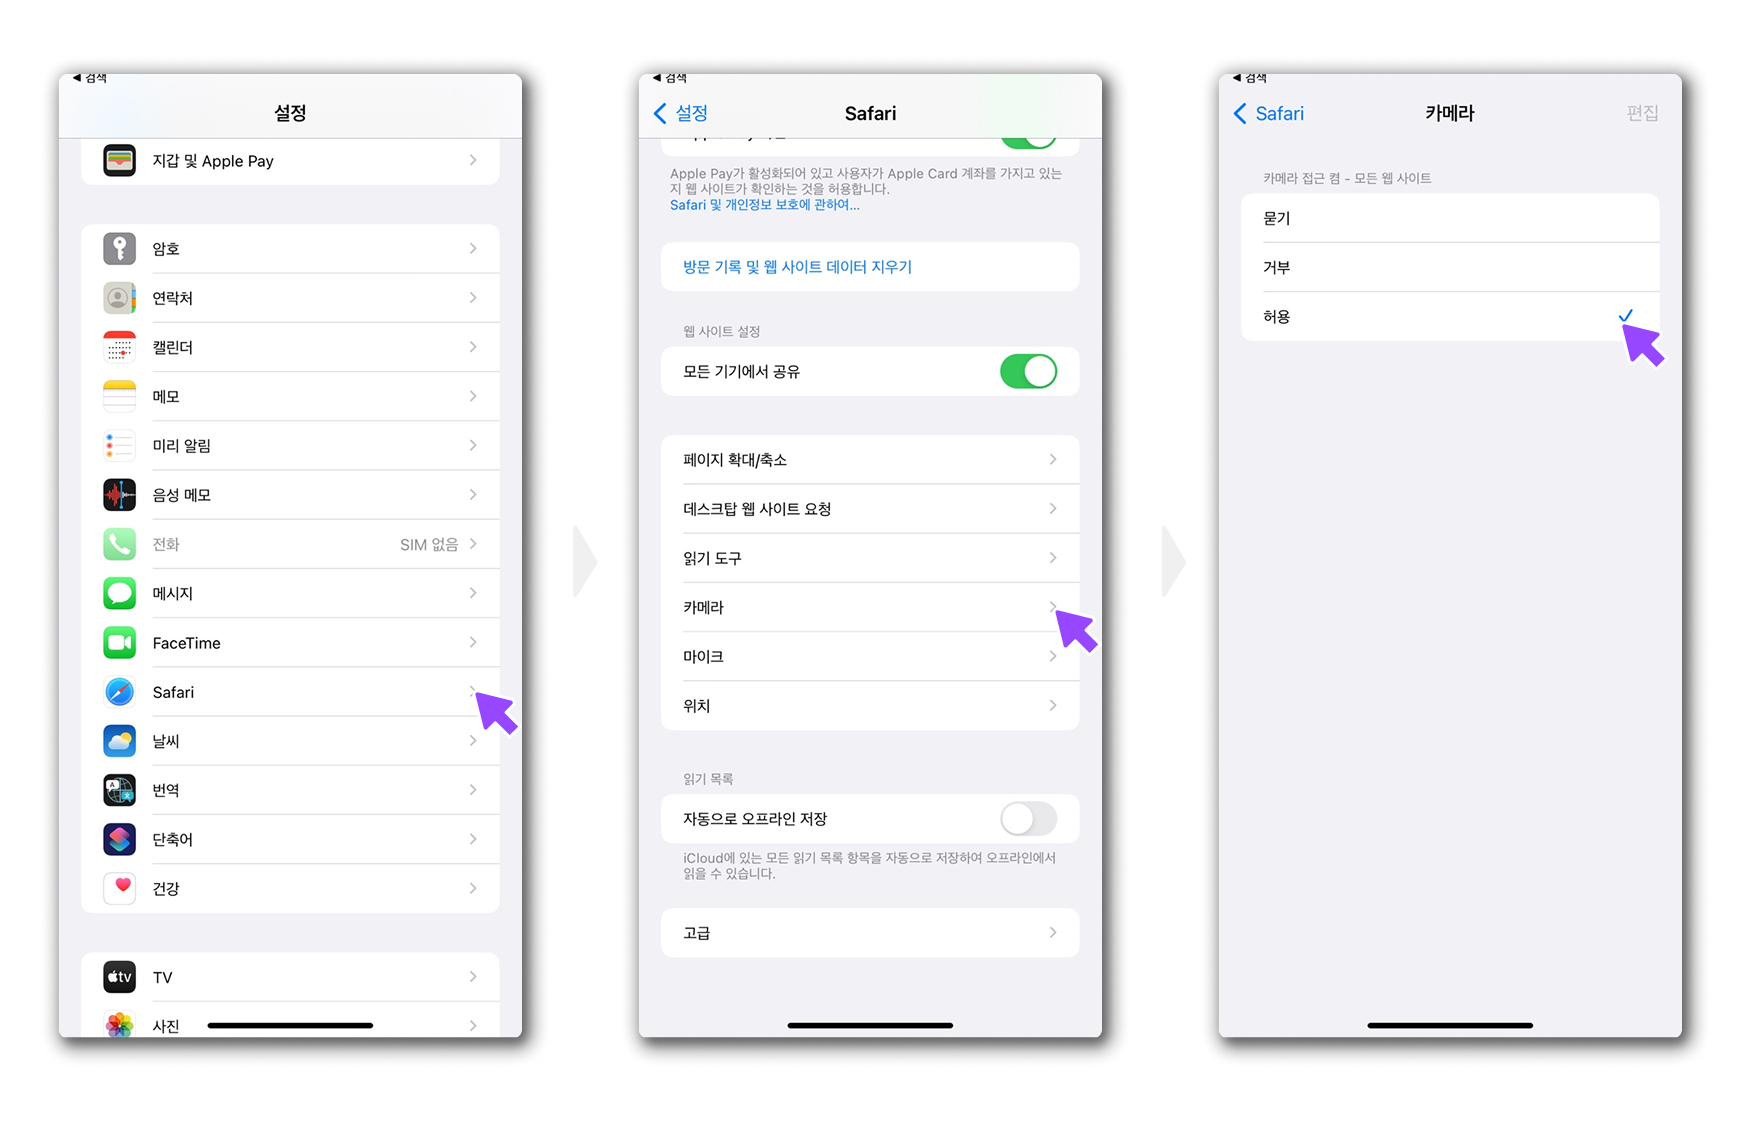 ◀ 검색
설정
지갑 및 Apple Pay
암호
연락처
캘린더
메모
미리 알림
음성 메모
전화 SIM 없음
메시지
FaceTime
Safari
날씨
번역
단축어
건강
tv TV
사진
◀ 검색
설정 Safari
Apple Pay가 활성화되어 있고 사용자가 Apple Card 계좌를 가지고 있는
지 웹 사이트가 확인하는 것을 허용합니다.
Safari 및 개인정보 보호에 관하여...
방문 기록 및 웹 사이트 데이터 지우기
웹 사이트 설정
모든 기기에서 공유
페이지 확대/축소
데스크탑 웹 사이트 요청
읽기 도구
카메라
마이크
위치
읽기 목록
자동으로 오프라인 저장
iCloud에 있는 모든 읽기 목록 항목을 자동으로 저장하여 오프라인에서
읽을 수 있습니다.
고급
◀ 검색
Safari 카메라 편집
카메라 접근 켬 - 모든 웹 사이트
묻기
거부
허용